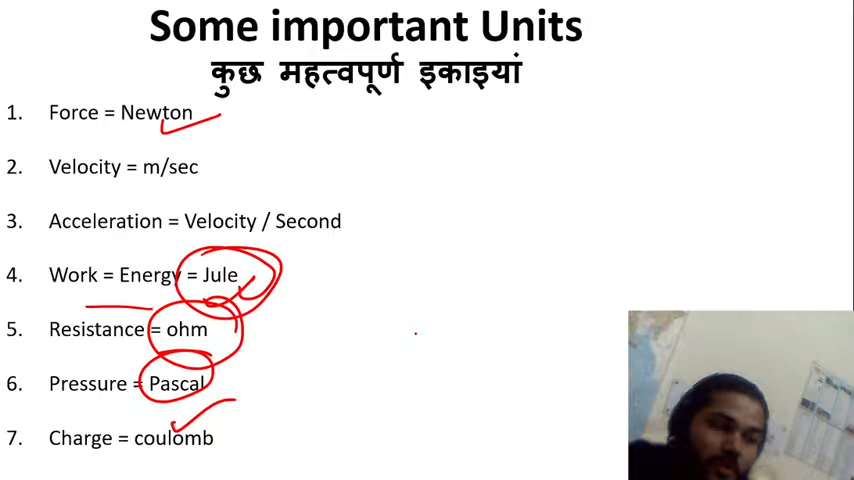 Some important Units
कुछ महत्वपूर्ण इकाइयां
1. Force = Newton
2. Velocity = m/sec
3. Acceleration = Velocity / Second
4. Work = Energy = Jule
5. Resistance = ohm
6. Pressure = Pascal
7. Charge = coulomb